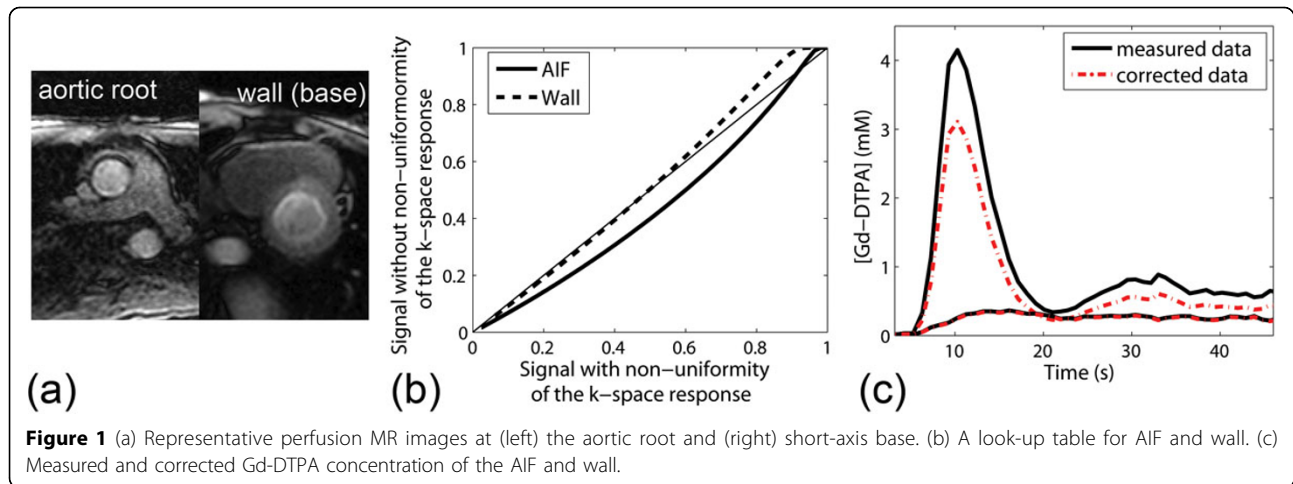 aortic root
wall (base)
(a)
1
0.8
0.6
0.4
0.2
0
Signal without non−uniformity
of the k−space response
AIF
Wall
0
0.2
0.4
0.6
0.8
1
Signal with non−uniformity
of the k−space response
(b)
4
3
2
1
0
[Gd−DTPA] (mM)
measured data
corrected data
10
20
30
40
Time (s)
(c)
Figure 1 (a) Representative perfusion MR images at (left) the aortic root and (right) short-axis base. (b) A look-up table for AIF and wall. (c)
Measured and corrected Gd-DTPA concentration of the AIF and wall.